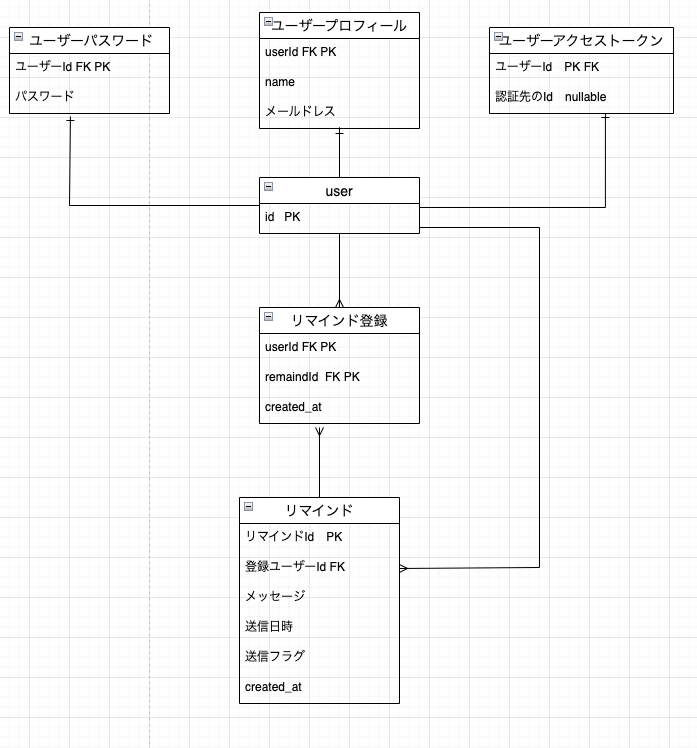 ユーザーパスワード
ユーザーId FK PK
パスワード
ユーザープロフィール
userId FK PK
name
メールドレス
ユーザーアクセストークン
ユーザーId PK FK
認証先のId nullable
user
id PK
リマインド登録
userId FK PK
remaindId FK PK
created_at
リマインド
リマインドId PK
登録ユーザーId FK
メッセージ
送信日時
送信フラグ
created_at